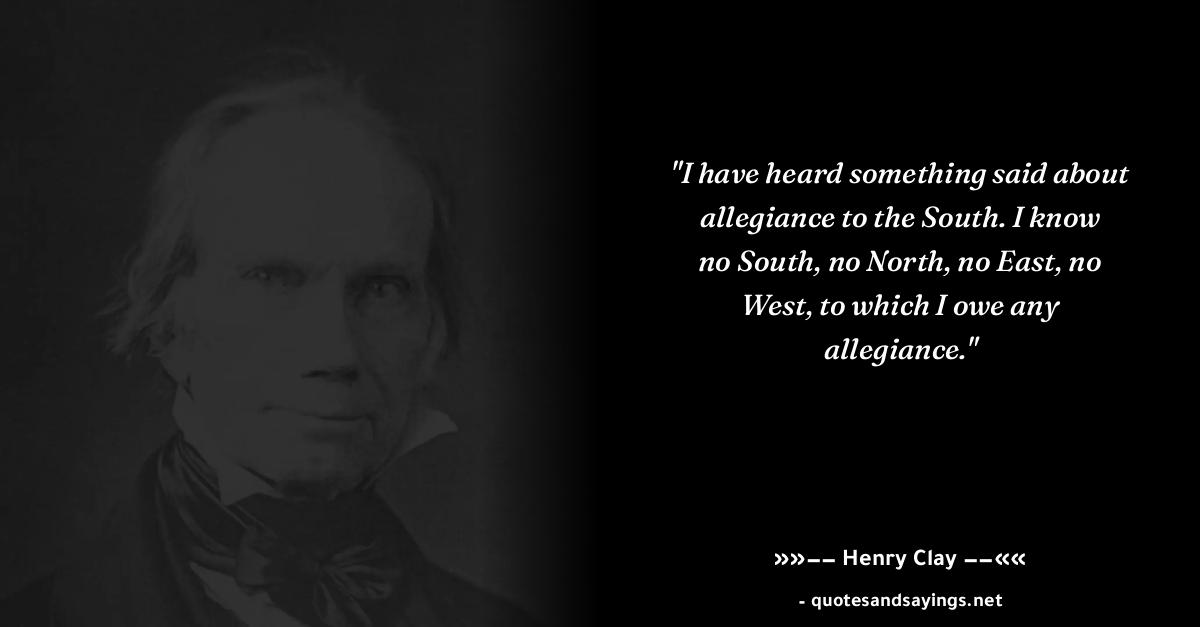 "I have heard something said about
allegiance to the South. I know
no South, no North, no East, no
West, to which I owe any
allegiance."
»»–– Henry Clay ––««
- quotesandsayings.net